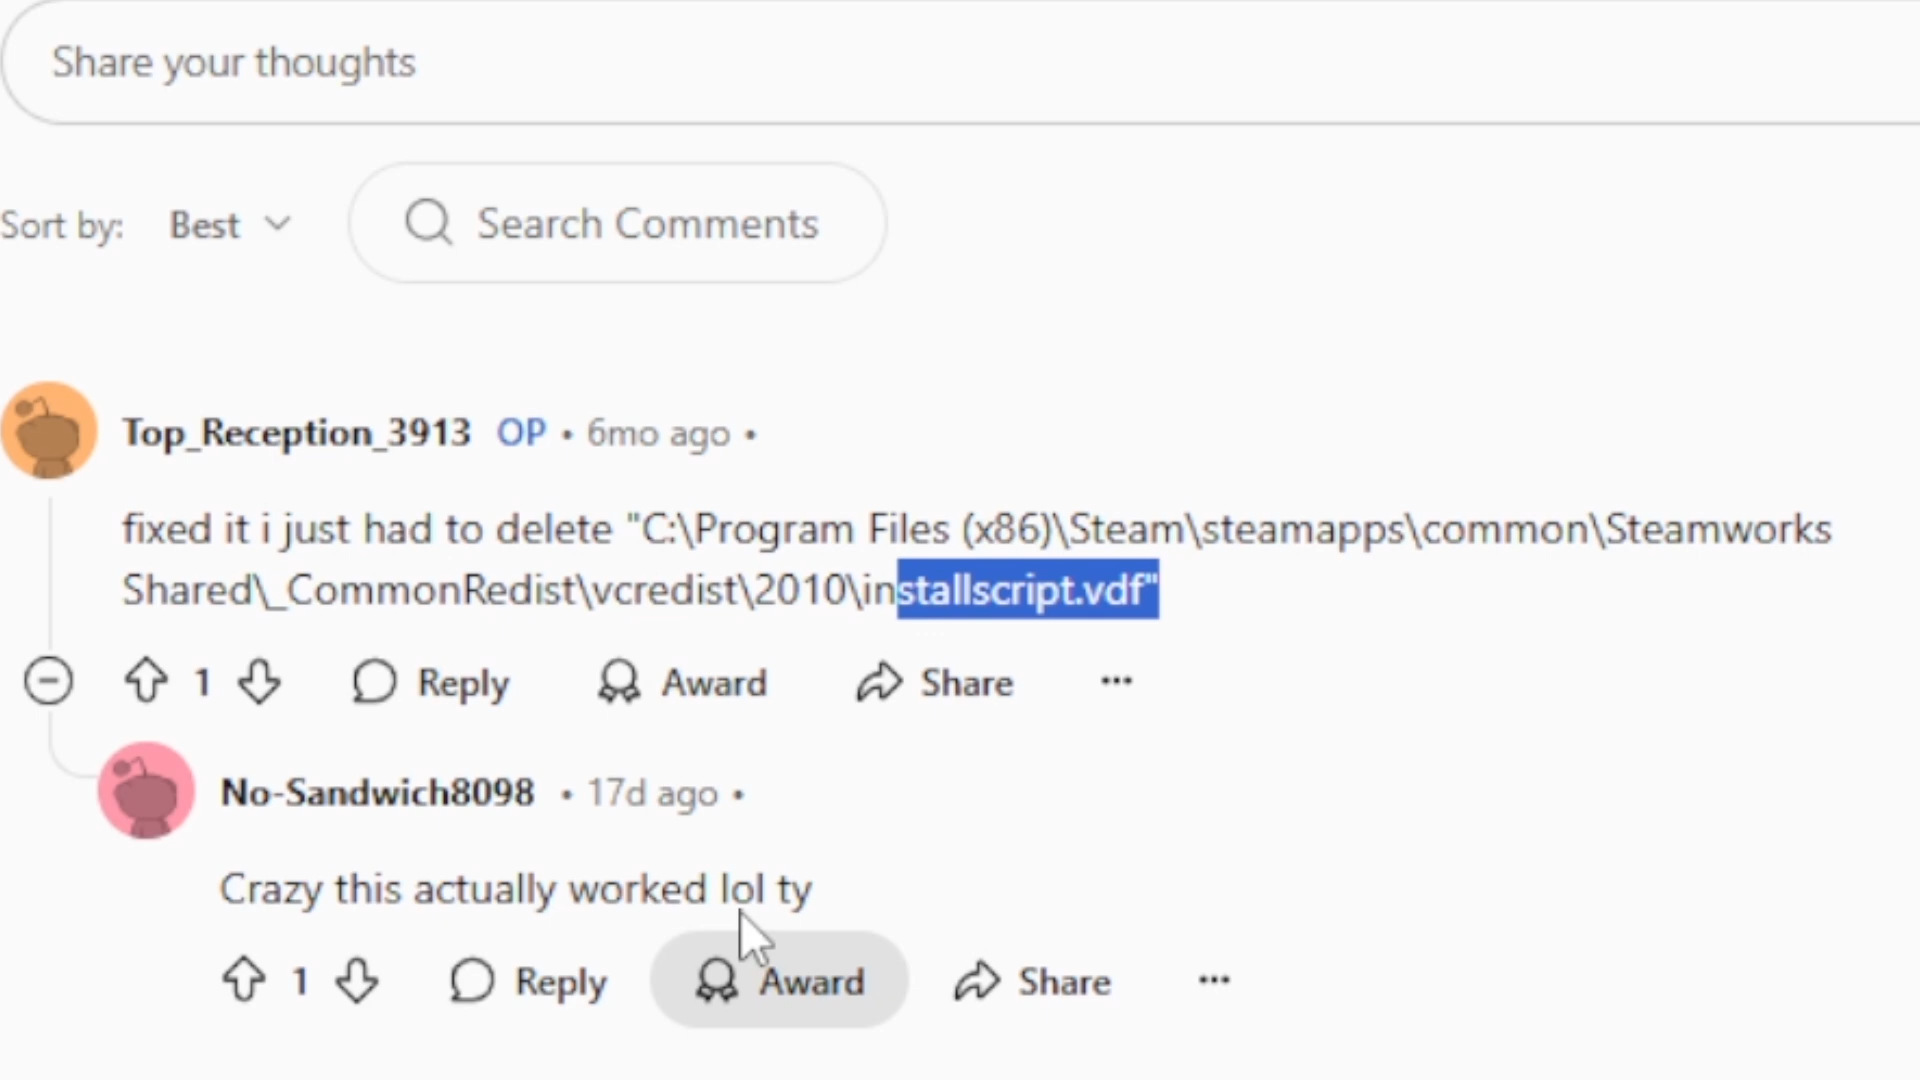 Share your thoughts
Sort by: Best Search Comments
Top_Reception_3913 OP • 6mo ago •
fixed it i just had to delete "C:\Program Files (x86)\Steam\steamapps\common\Steamworks
Shared\_CommonRedist\vcredist\2010\installscript.vdf"
1 Reply Award Share ...
No-Sandwich8098 • 17d ago •
Crazy this actually worked lol ty
1 Reply Award Share ...